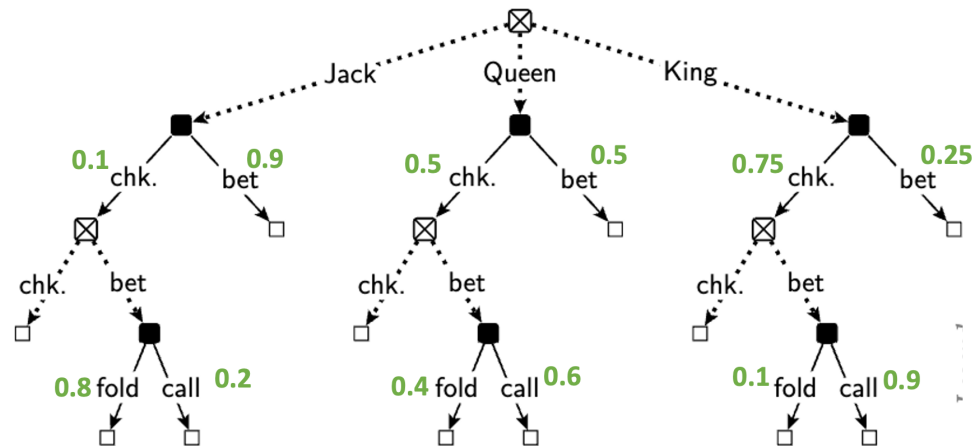 Jack Queen King
0.1 0.9 0.5 0.5 0.75 0.25
chk. bet chk. bet chk. bet
chk. bet chk. bet chk. bet
0.8 fold call 0.2 0.4 fold call 0.6 0.1 fold call 0.9